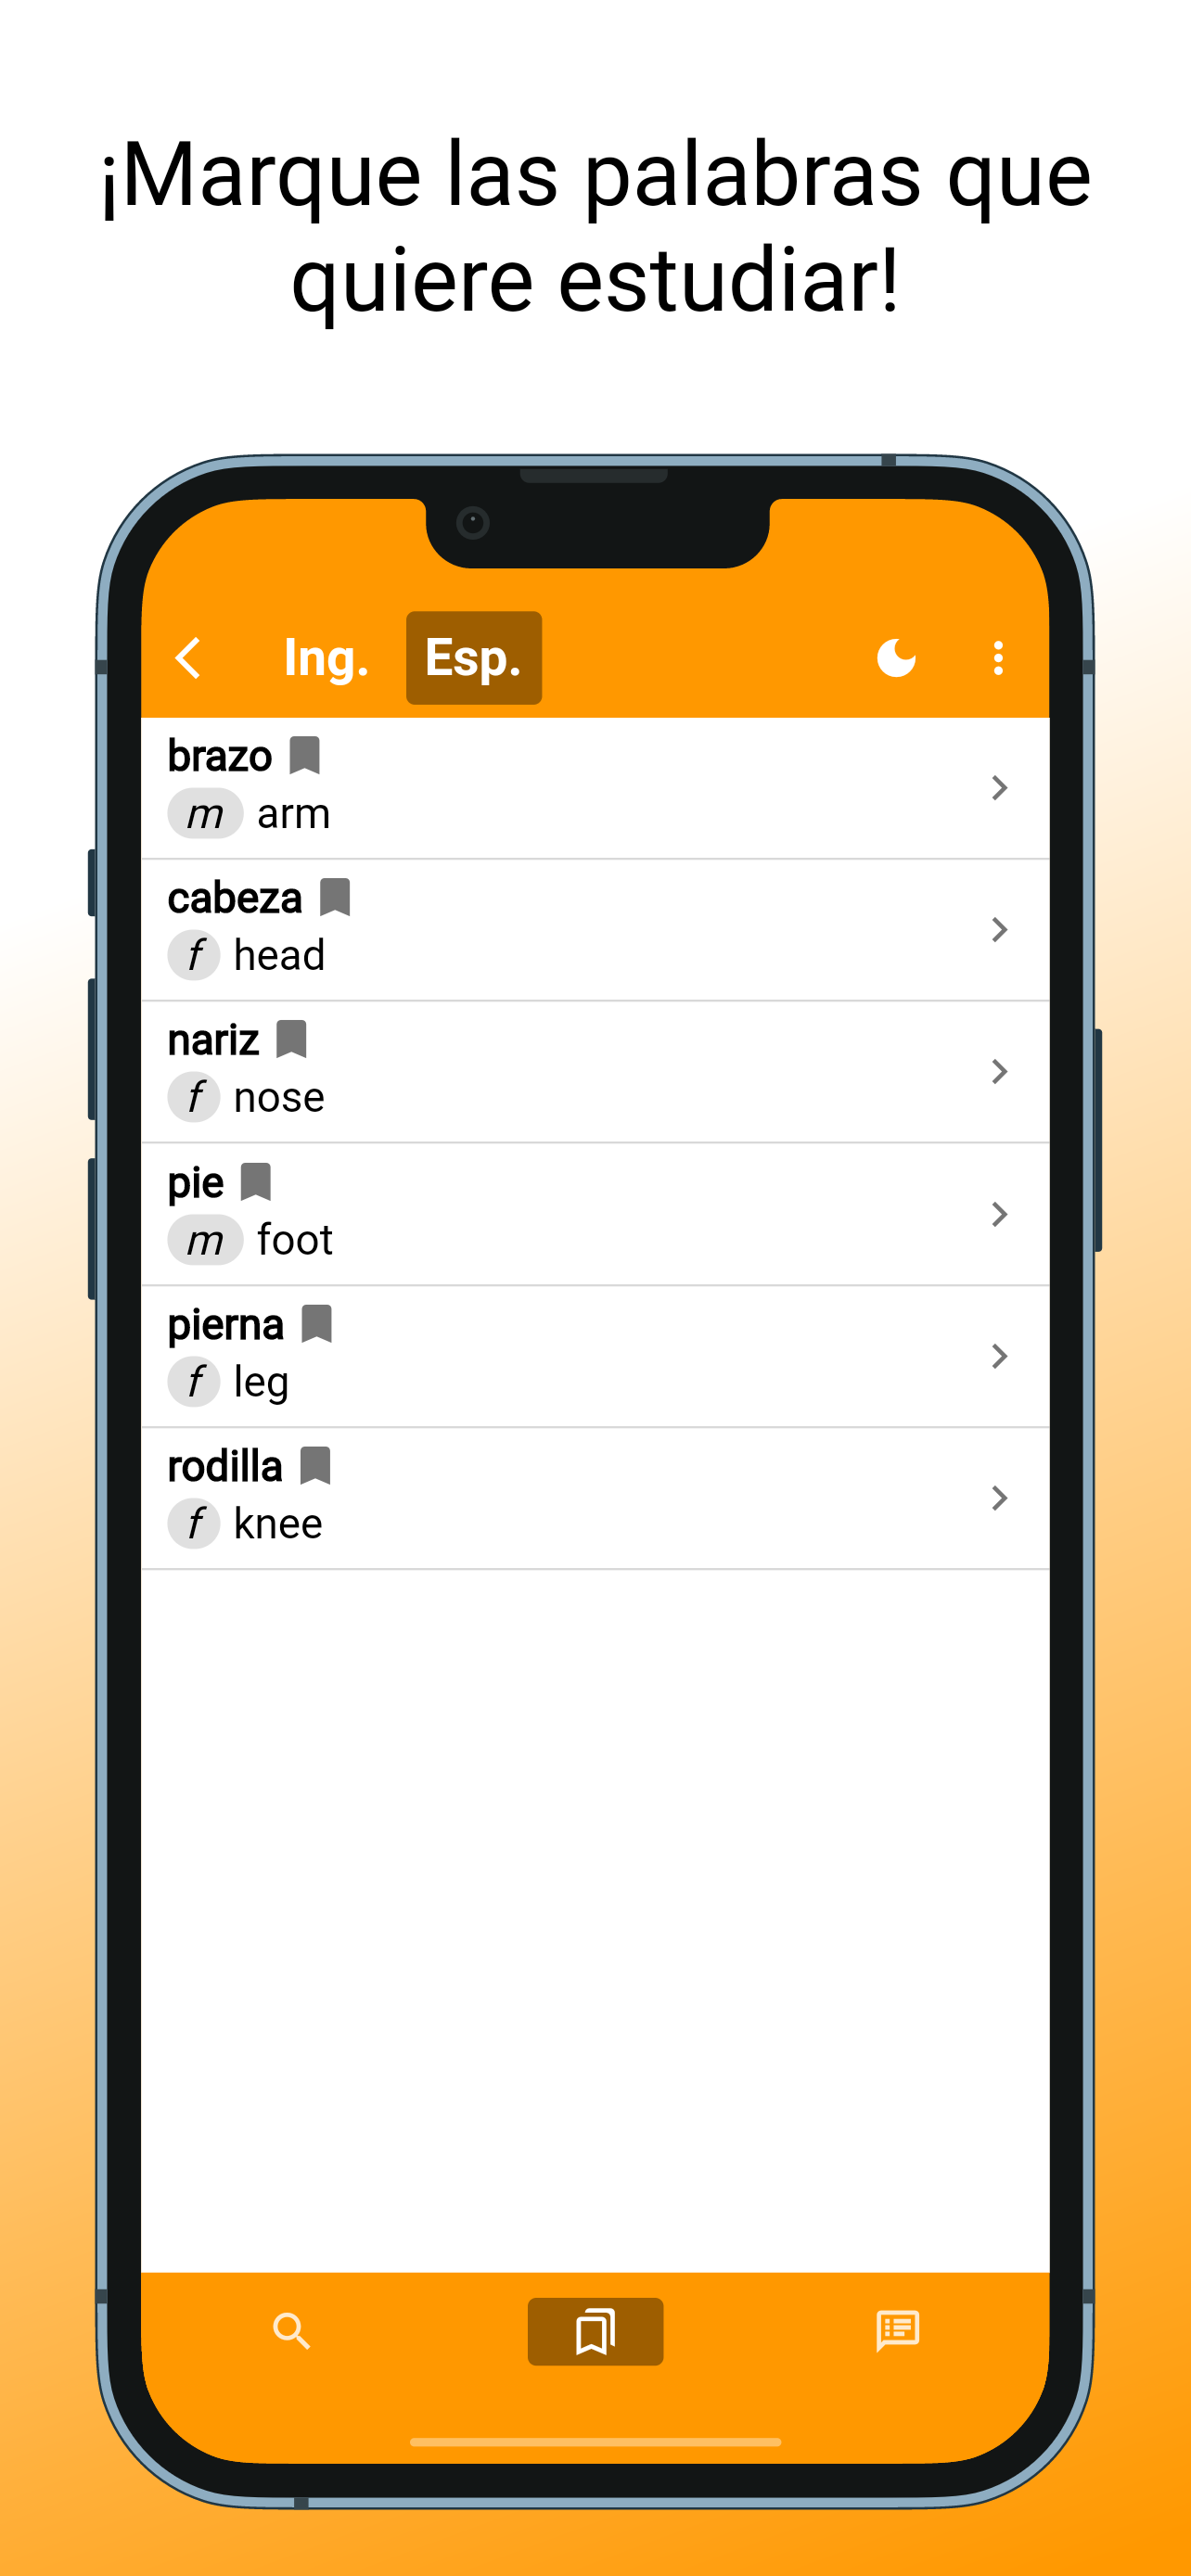 ¡Marque las palabras que
quiere estudiar!
Ing. Esp.
brazo
m arm
cabeza
f head
nariz
f nose
pie
m foot
pierna
f leg
rodilla
f knee